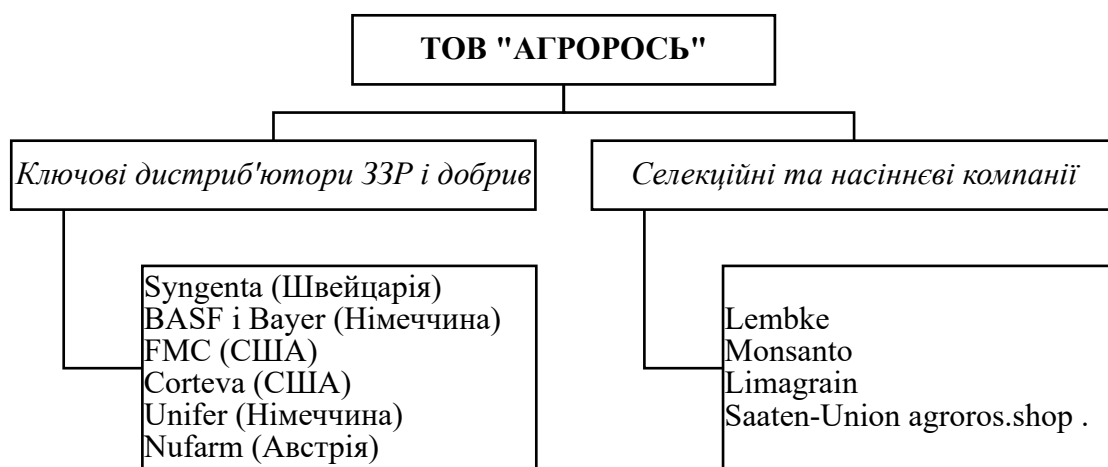 ТОВ "АГРОРОСЬ"
Ключові дистриб'ютори ЗЗР і добрив
Селекційні та насіннєві компанії
Syngenta (Швейцарія)
BASF і Bayer (Німеччина)
FMC (США)
Corteva (США)
Unifer (Німеччина)
Nufarm (Австрія)
Lembke
Monsanto
Limagrain
Saaten-Union agroros.shop .